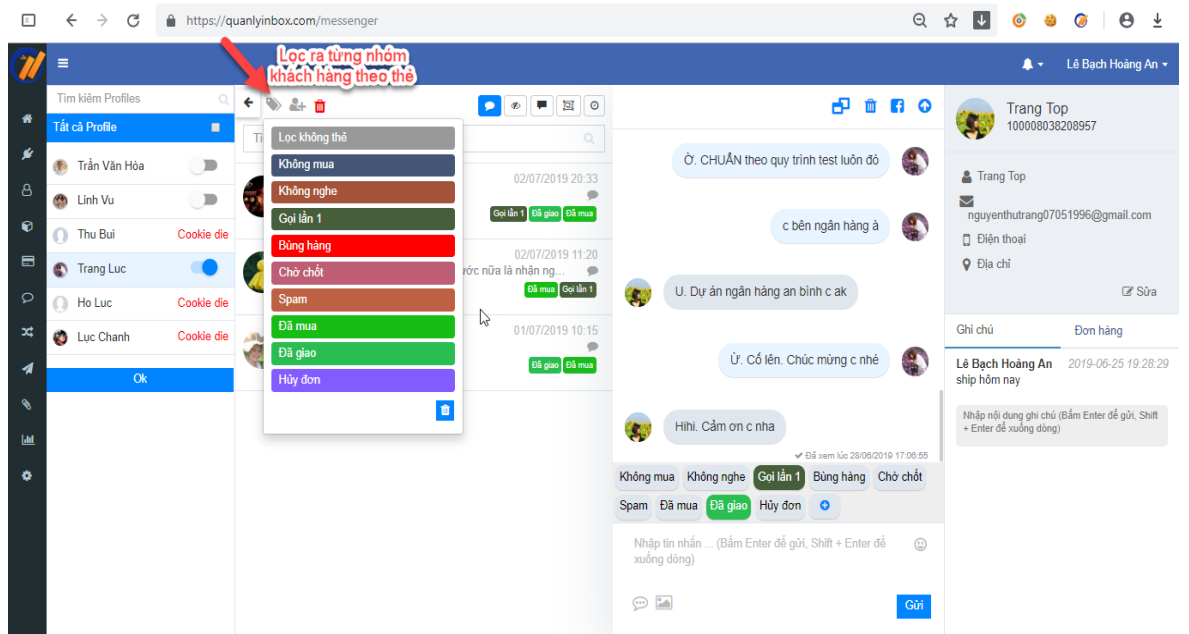 https://quanlyinbox.com/messenger
Lọc ra từng nhóm
khách hàng theo thẻ
Lê Bạch Hoàng An
Tìm kiếm Profiles
Tất cả Profile
Trần Văn Hòa
Linh Vu
Thu Bui Cookie die
Trang Luc
Ho Luc Cookie die
Lục Chanh Cookie die
Ok
Lọc không thẻ
Không mua
Không nghe
Gọi lần 1
Bùng hàng
Chờ chốt
Spam
Đã mua
Đã giao
Hủy đơn
02/07/2019 20:33
Gọi lần 1 Đã giao Đã mua
02/07/2019 11:20
ước nữa là nhận ng...
Đã mua Gọi lần 1
01/07/2019 10:15
Đã giao Đã mua
Ờ. CHUẨN theo quy trình test luôn đó
c bên ngân hàng à
U. Dự án ngân hàng an bình c ak
Ừ. Cố lên. Chúc mừng c nhé
Hihi. Cảm ơn c nha
Đã xem lúc 28/06/2019 17:06:55
Không mua Không nghe Gọi lần 1 Bùng hàng Chờ chốt
Spam Đã mua Đã giao Hủy đơn
Nhập tin nhắn ... (Bấm Enter để gửi, Shift + Enter để
xuống dòng)
Gửi
Trang Top
100008038208957
Trang Top
nguyenthutrang07051996@gmail.com
Điện thoại
Địa chỉ
Sửa
Ghi chú Đơn hàng
Lê Bạch Hoàng An 2019-06-25 19:28:29
ship hôm nay
Nhập nội dung ghi chú (Bấm Enter để gửi, Shift
+ Enter để xuống dòng)